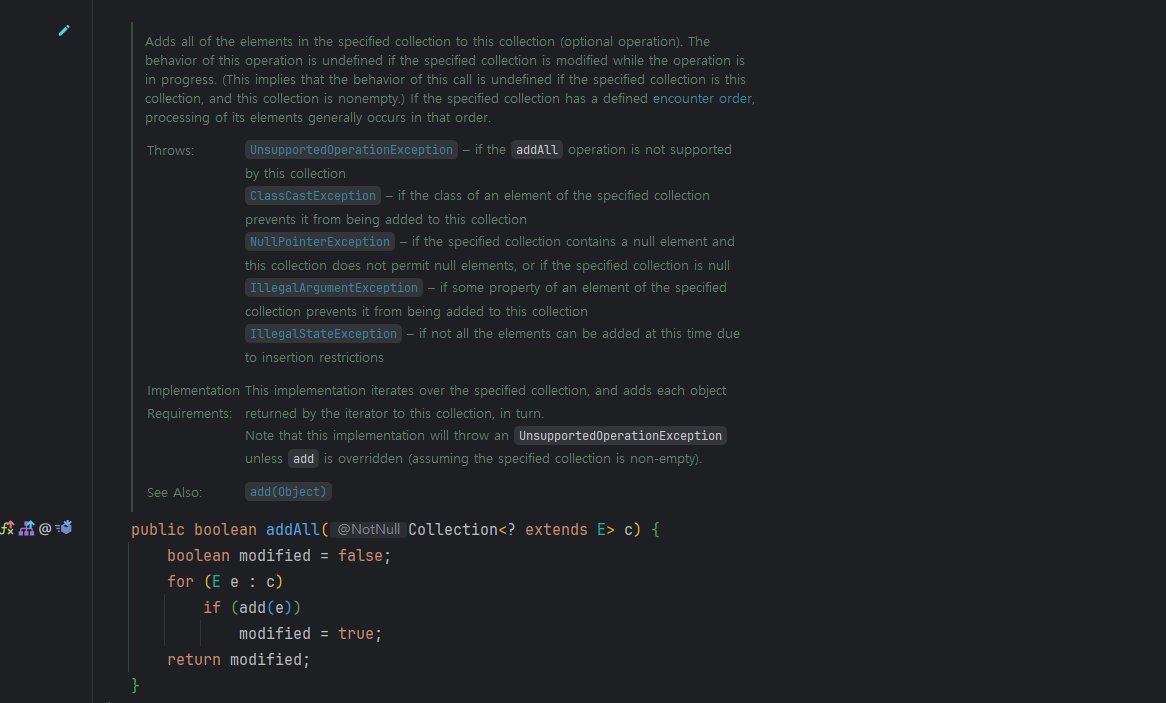 Adds all of the elements in the specified collection to this collection (optional operation). The
behavior of this operation is undefined if the specified collection is modified while the operation is
in progress. (This implies that the behavior of this call is undefined if the specified collection is this
collection, and this collection is nonempty.) If the specified collection has a defined encounter order,
processing of its elements generally occurs in that order.
Throws: UnsupportedOperationException – if the addAll operation is not supported
by this collection
ClassCastException – if the class of an element of the specified collection
prevents it from being added to this collection
NullPointerException – if the specified collection contains a null element and
this collection does not permit null elements, or if the specified collection is null
IllegalArgumentException – if some property of an element of the specified
collection prevents it from being added to this collection
IllegalStateException – if not all the elements can be added at this time due
to insertion restrictions
Implementation This implementation iterates over the specified collection, and adds each object
Requirements: returned by the iterator to this collection, in turn.
Note that this implementation will throw an UnsupportedOperationException
unless add is overridden (assuming the specified collection is non-empty).
See Also: add(Object)
public boolean addAll( @NotNull Collection<? extends E> c) {
boolean modified = false;
for (E e : c)
if (add(e))
modified = true;
return modified;
}